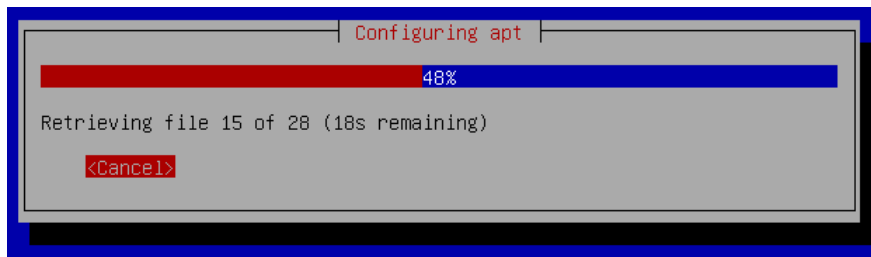 Configuring apt
48%
Retrieving file 15 of 28 (18s remaining)
<Cancel>